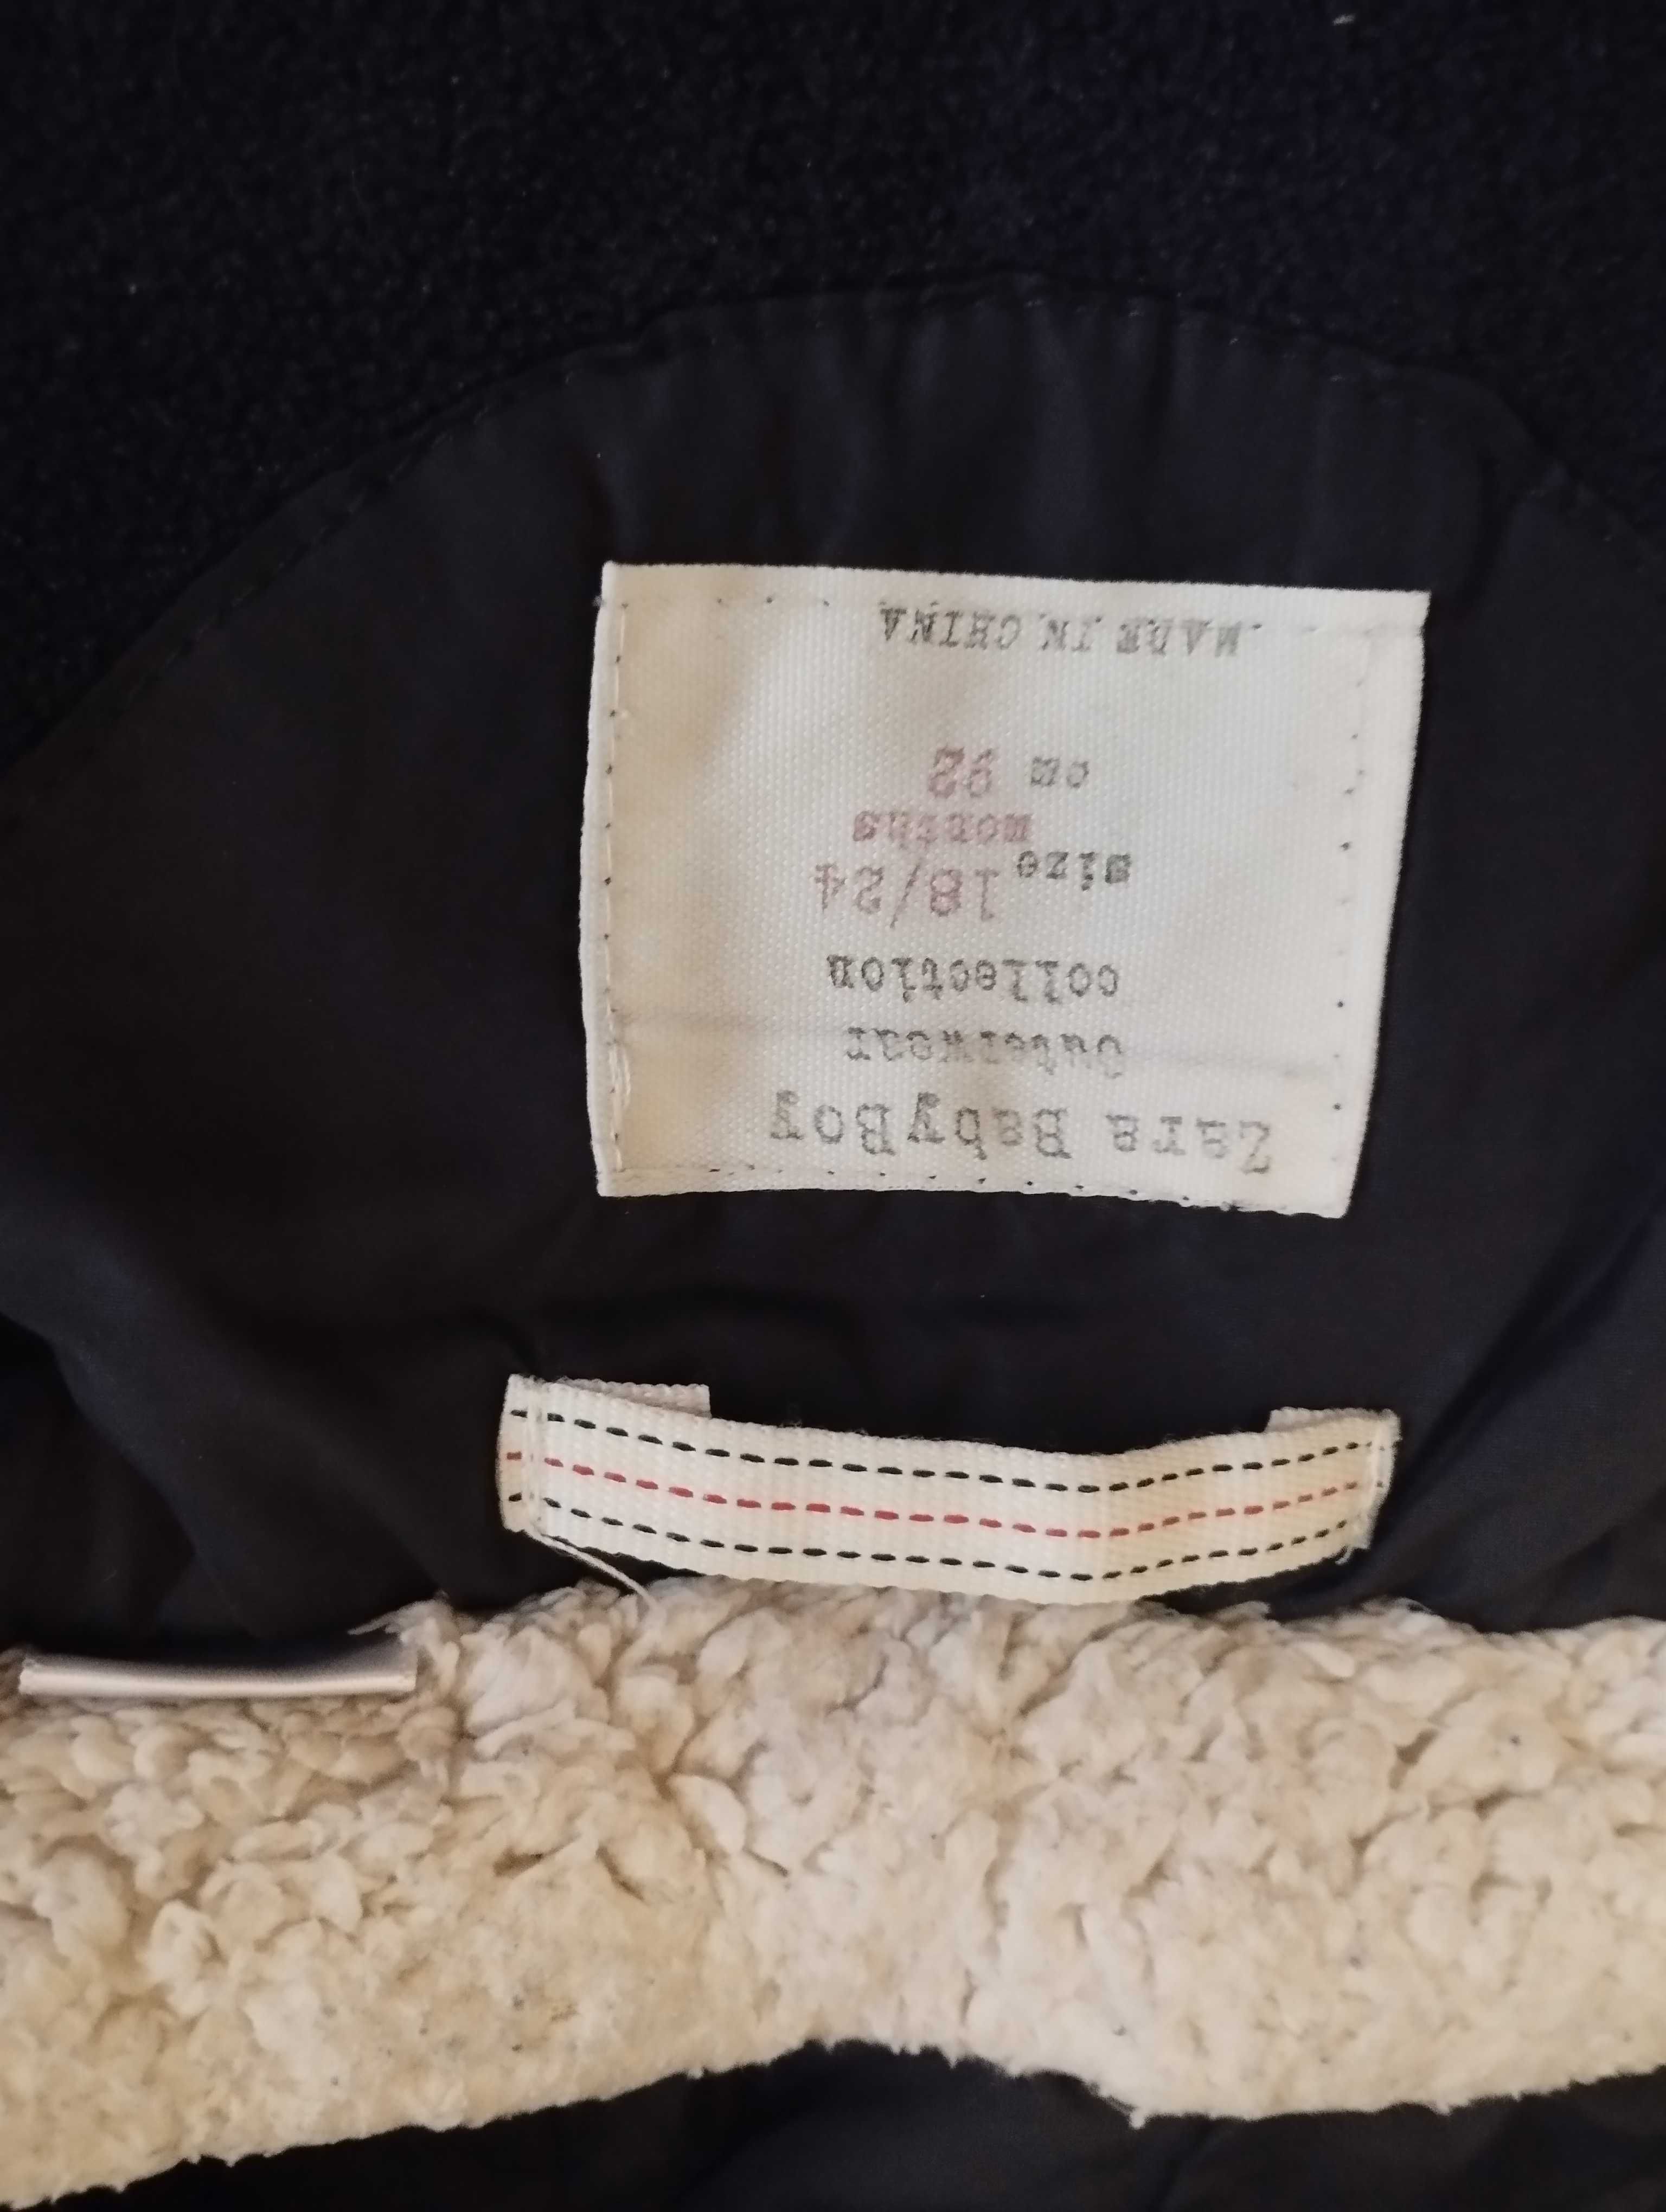 Zara BabyBoy
Outerwear
collection
size 18/24
months
cm 92
MADE IN CHINA